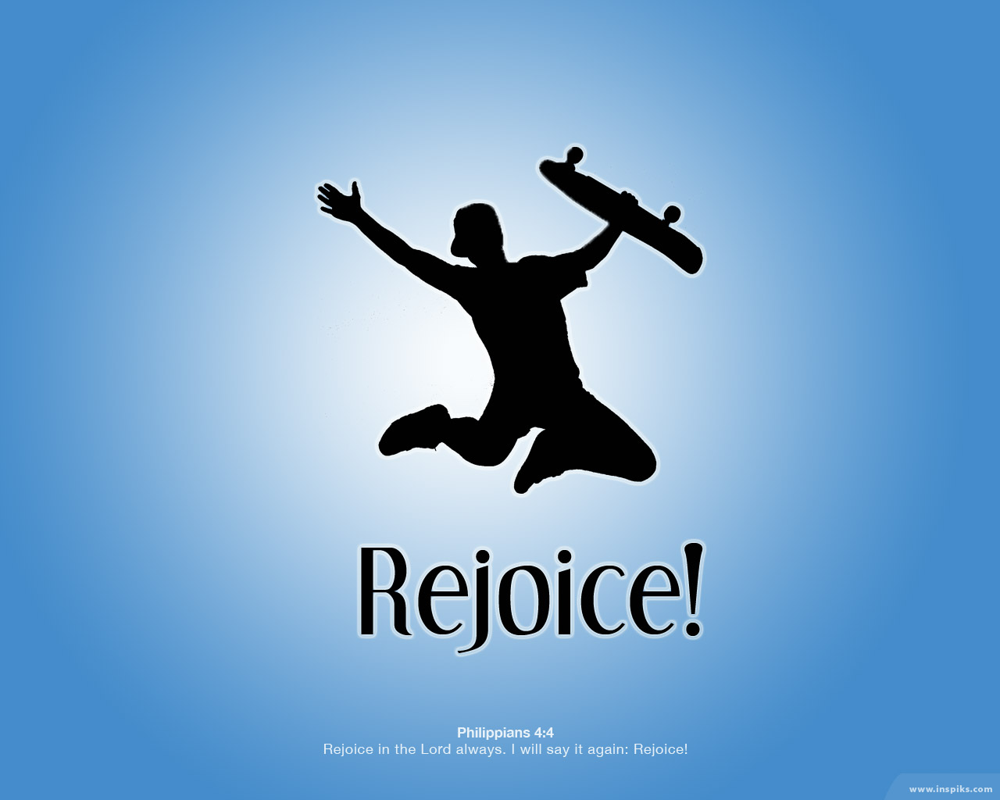 Rejoice!
Philippians 4:4
Rejoice in the Lord always. I will say it again: Rejoice!
www.inspiks.com